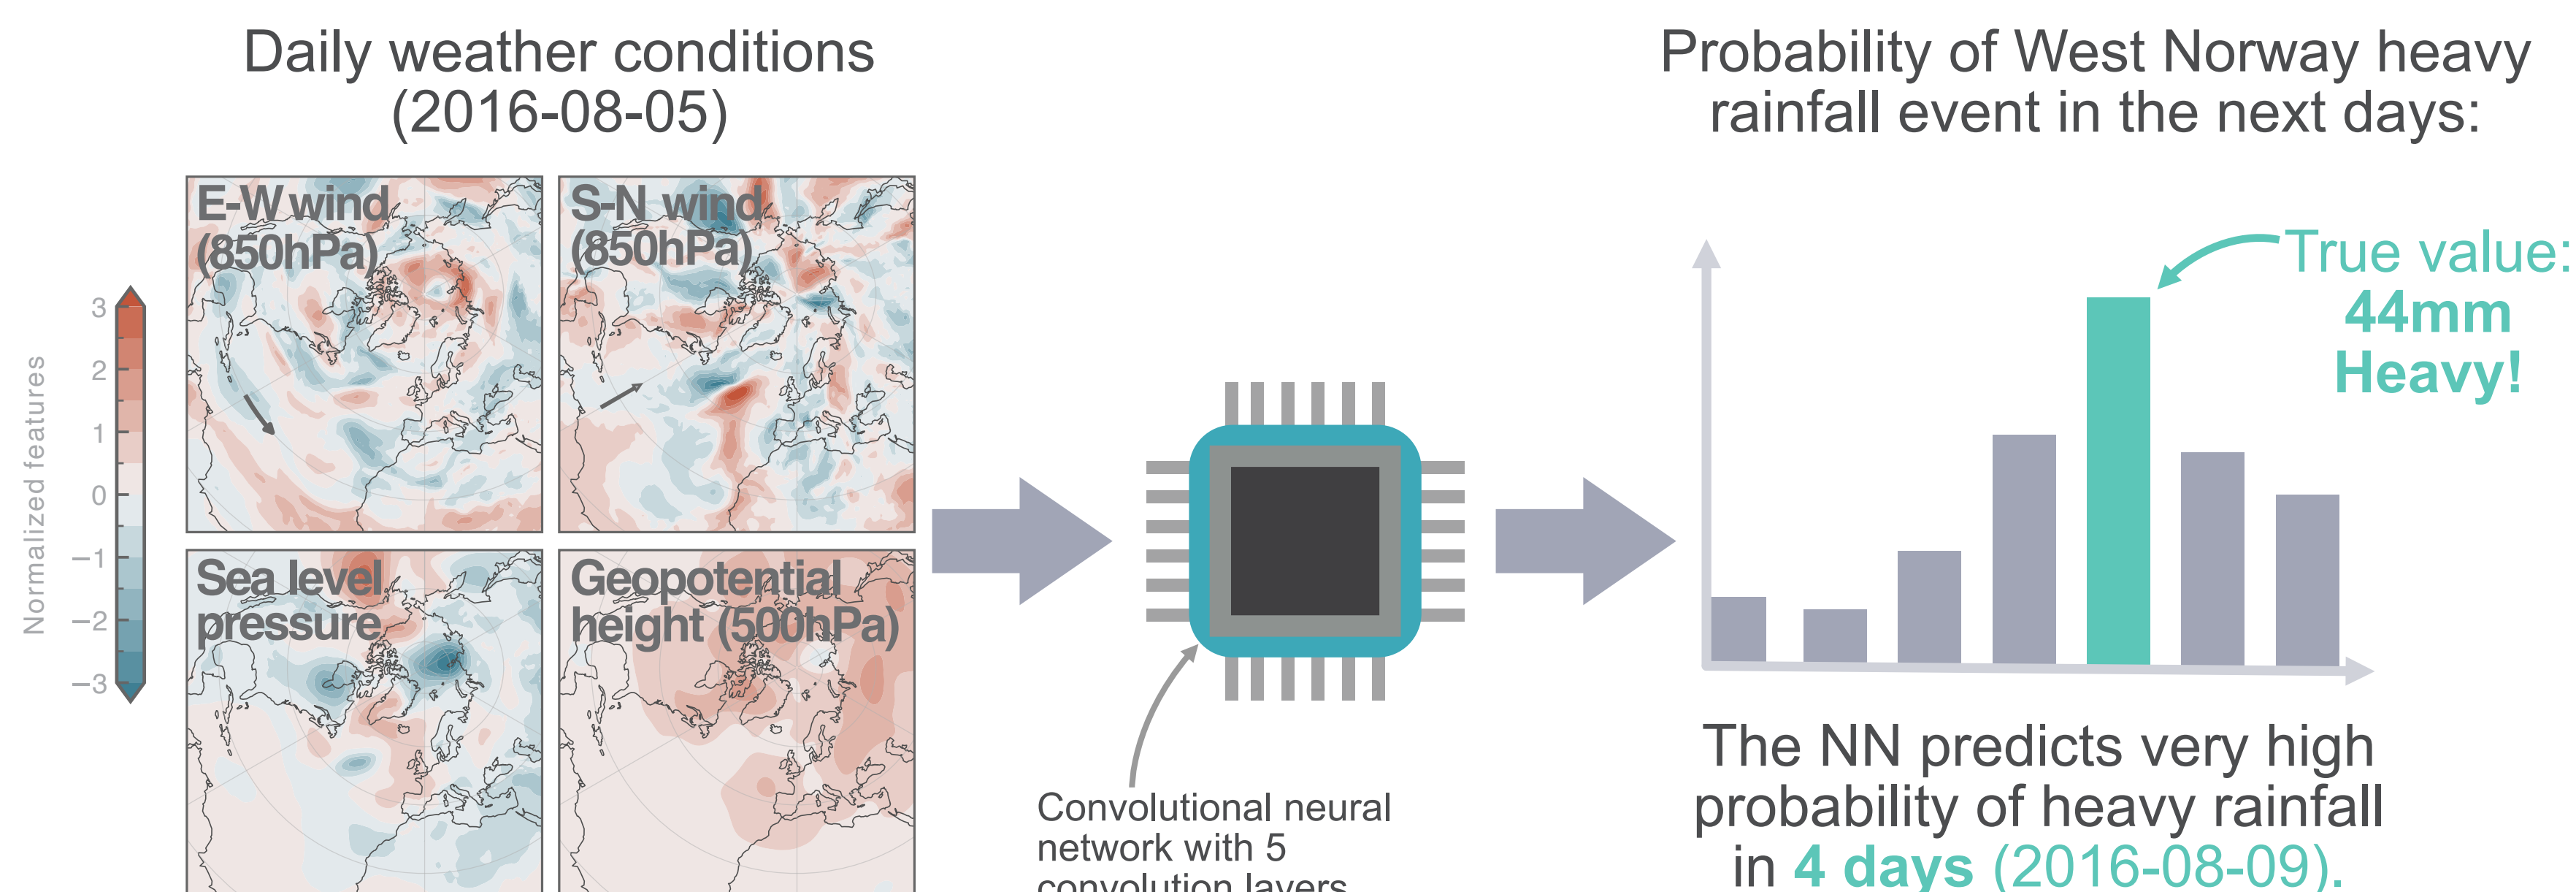 Daily weather conditions
(2016-08-05)
E-W wind
(850hPa)
S-N wind
(850hPa)
Sea level
pressure
Geopotential
height (500hPa)
Normalized features
3
2
1
0
−1
−2
−3
Convolutional neural
network with 5
convolution layers
Probability of West Norway heavy
rainfall event in the next days:
True value:
44mm
Heavy!
The NN predicts very high
probability of heavy rainfall
in 4 days (2016-08-09).